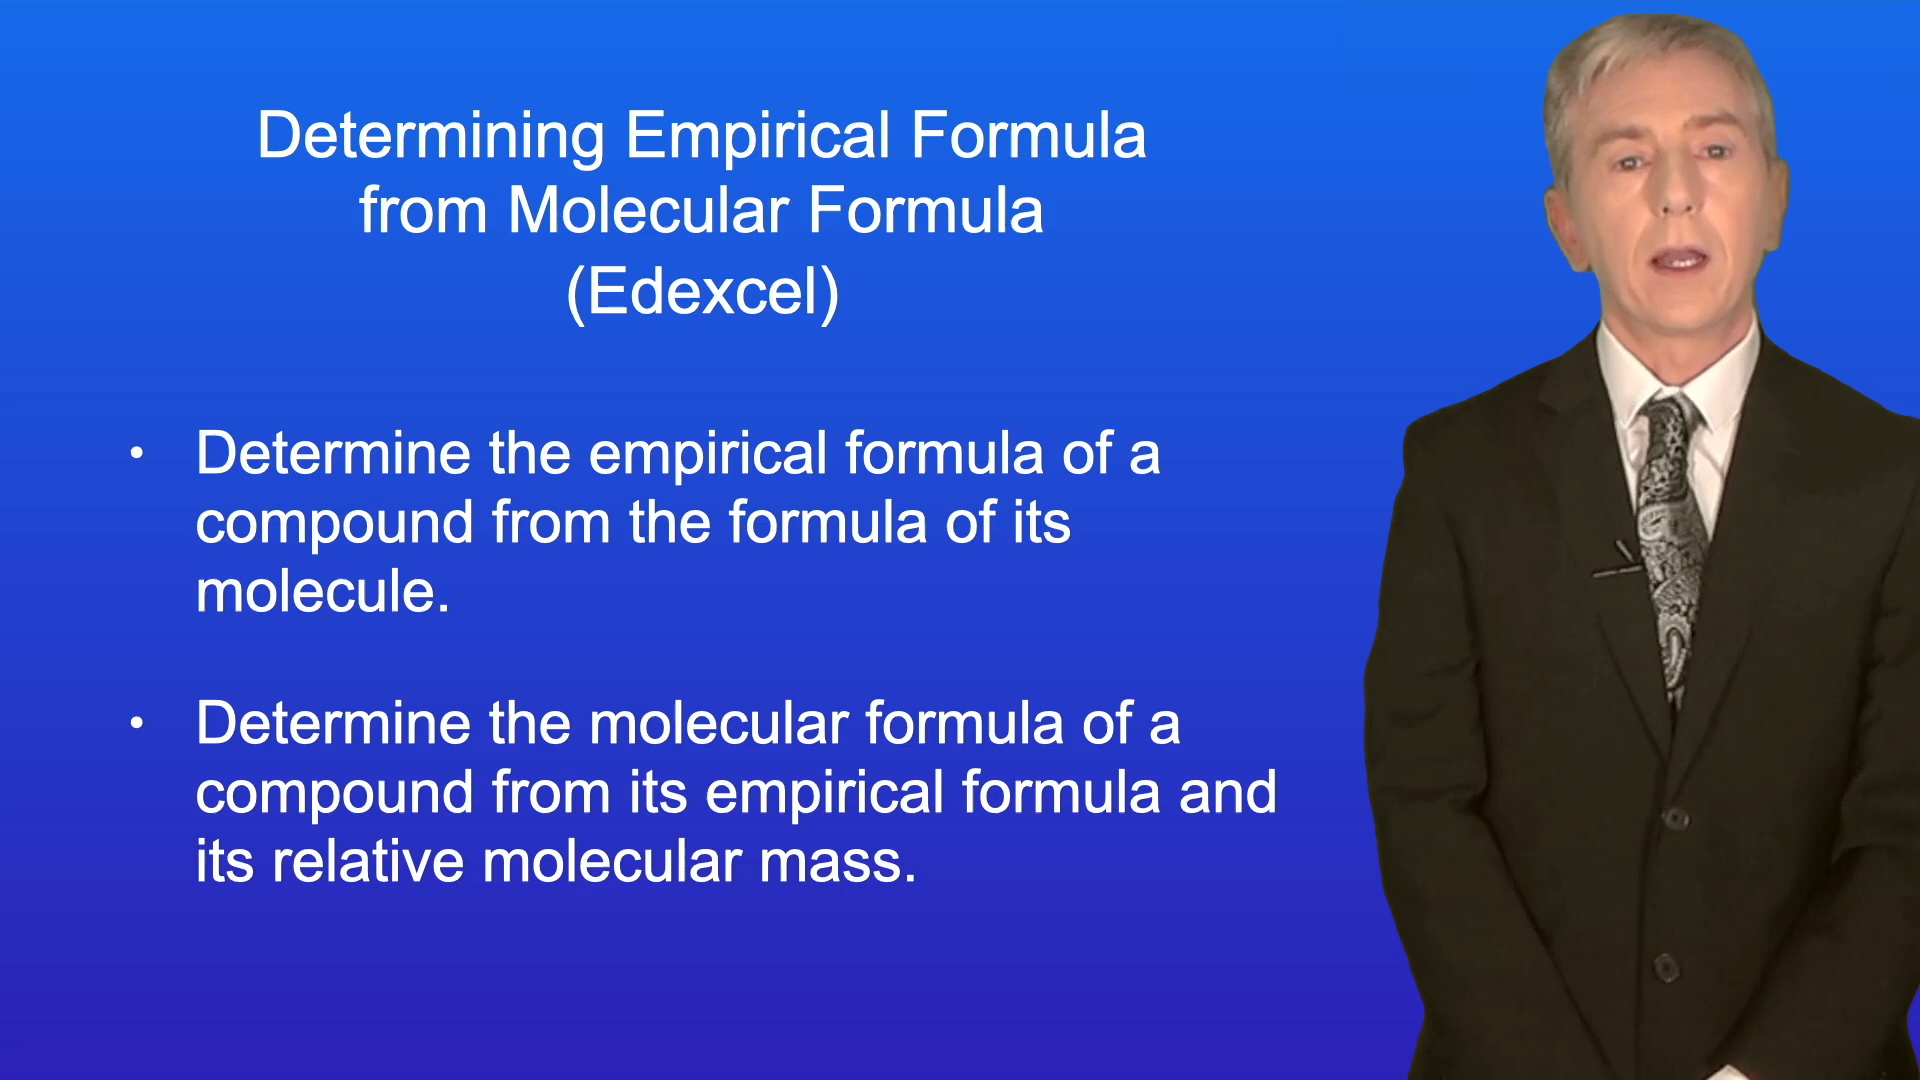 Determining Empirical Formula
from Molecular Formula
(Edexcel)
• Determine the empirical formula of a
compound from the formula of its
molecule.
• Determine the molecular formula of a
compound from its empirical formula and
its relative molecular mass.